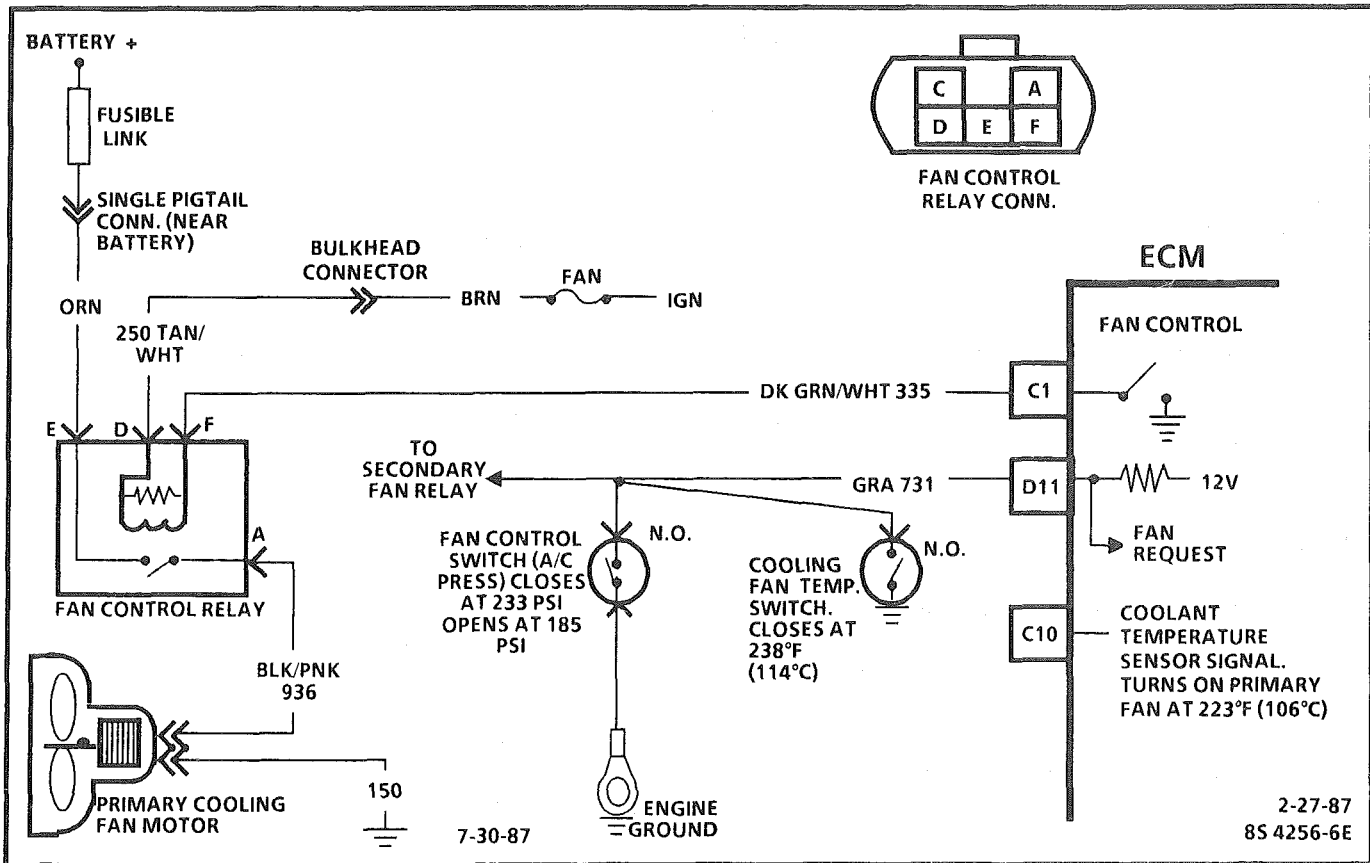 BATTERY +
FUSIBLE
LINK
SINGLE PIGTAIL
CONN. (NEAR
BATTERY)
BULKHEAD
CONNECTOR
FAN
BRN
IGN
ORN
250 TAN/
WHT
C
A
D
E
F
FAN CONTROL
RELAY CONN.
ECM
FAN CONTROL
DK GRN/WHT 335
C1
E
D
F
TO
SECONDARY
FAN RELAY
GRA 731
D11
12V
FAN
REQUEST
A
FAN CONTROL RELAY
FAN CONTROL
SWITCH (A/C
PRESS) CLOSES
AT 233 PSI
OPENS AT 185
PSI
N.O.
COOLING
FAN TEMP.
SWITCH.
CLOSES AT
238°F
(114°C)
N.O.
C10
COOLANT
TEMPERATURE
SENSOR SIGNAL.
TURNS ON PRIMARY
FAN AT 223°F (106°C)
BLK/PNK
936
PRIMARY COOLING
FAN MOTOR
150
7-30-87
ENGINE
GROUND
2-27-87
8S 4256-6E